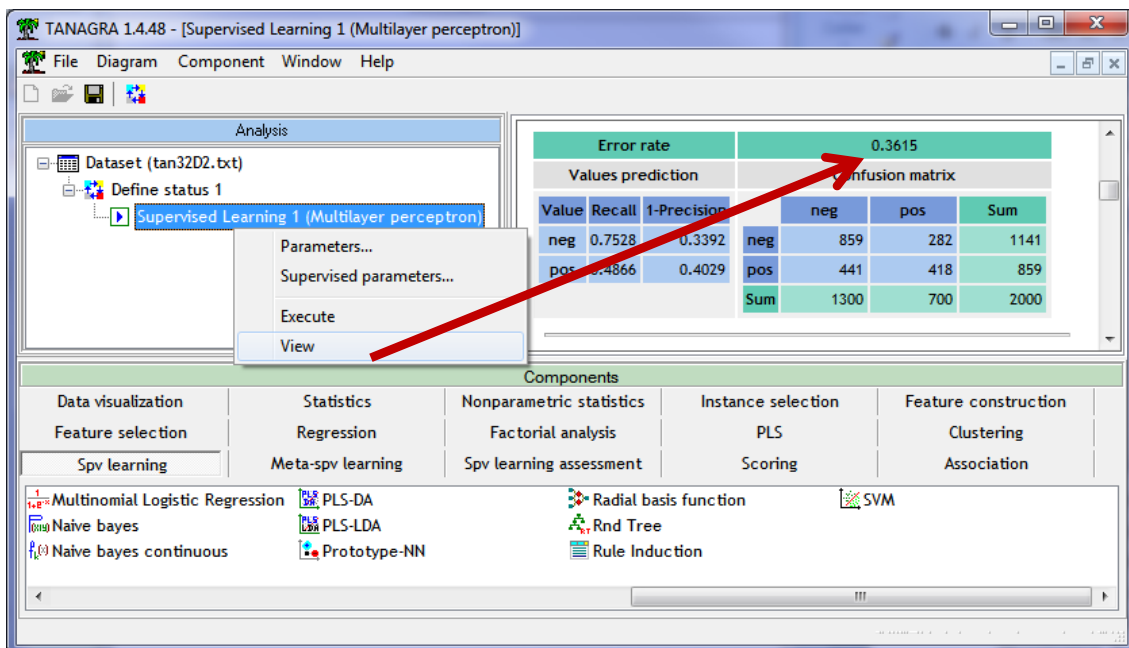 TANAGRA 1.4.48 - [Supervised Learning 1 (Multilayer perceptron)]
File Diagram Component Window Help
Analysis
Dataset (tan32D2.txt)
Define status 1
Supervised Learning 1 (Multilayer perceptron)
Parameters...
Supervised parameters...
Execute
View
Error rate 0.3615
Values prediction Confusion matrix
Value Recall 1-Precision neg pos Sum
neg 0.7528 0.3392 neg 859 282 1141
pos 0.4866 0.4029 pos 441 418 859
Sum 1300 700 2000
Components
Data visualization Statistics Nonparametric statistics Instance selection Feature construction
Feature selection Regression Factorial analysis PLS Clustering
Spv learning Meta-spv learning Spv learning assessment Scoring Association
Multinomial Logistic Regression PLS-DA Radial basis function SVM
Naive bayes PLS-LDA Rnd Tree
Naive bayes continuous Prototype-NN Rule Induction